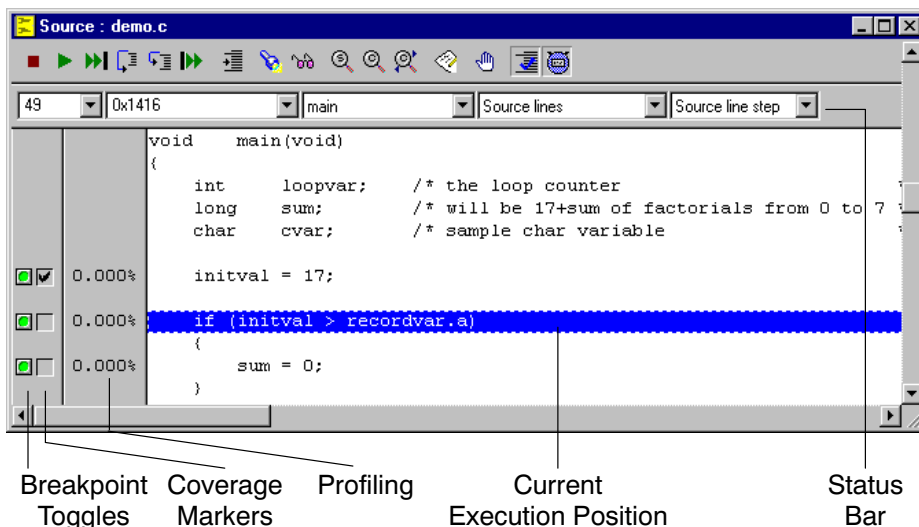 Source : demo.c
49 0x1416 main Source lines Source line step
void main(void)
{
int loopvar; /* the loop counter *
long sum; /* will be 17+sum of factorials from 0 to 7 *
char cvar; /* sample char variable *
0.000% initval = 17;
0.000% if (initval > recordvar.a)
{
0.000% sum = 0;
}
Breakpoint Toggles
Coverage Markers
Profiling
Current Execution Position
Status Bar